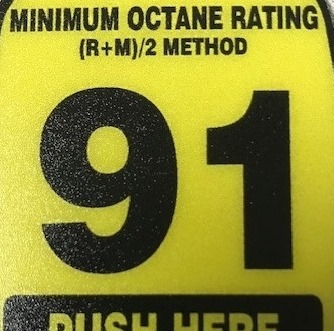 MINIMUM OCTANE RATING
(R+M)/2 METHOD
91
PUSH HERE